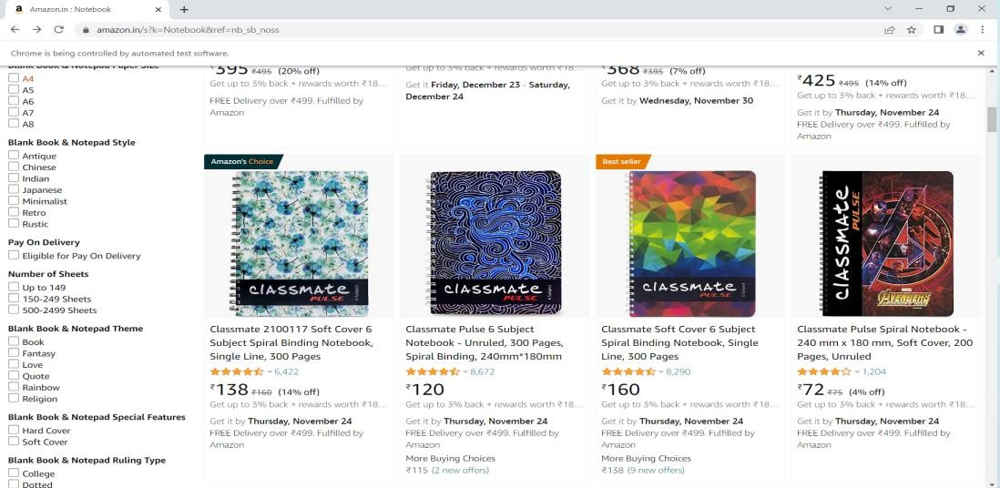 Amazon.in : Notebook
amazon.in/s?k=Notebook&ref=nb_sb_noss
Chrome is being controlled by automated test software.
Blank Book & Notepad Paper Size
A4
A5
A6
A7
A8
Blank Book & Notepad Style
Antique
Chinese
Indian
Japanese
Minimalist
Retro
Rustic
Pay On Delivery
Eligible for Pay On Delivery
Number of Sheets
Up to 149
150-249 Sheets
500-2499 Sheets
Blank Book & Notepad Theme
Book
Fantasy
Love
Quote
Rainbow
Religion
Blank Book & Notepad Special Features
Hard Cover
Soft Cover
Blank Book & Notepad Ruling Type
College
Dotted
₹395 ₹495 (20% off)
Get up to 3% back + rewards worth ₹18...
FREE Delivery over ₹499. Fulfilled by
Amazon
Get up to 3% back + rewards worth ₹18...
Get it Friday, December 23 - Saturday,
December 24
₹368 ₹395 (7% off)
Get up to 3% back + rewards worth ₹18...
Get it by Wednesday, November 30
₹425 ₹495 (14% off)
Get up to 3% back + rewards worth ₹18...
Get it by Thursday, November 24
FREE Delivery over ₹499. Fulfilled by
Amazon
Amazon's Choice
classmate
PULSE
6 Subject
Classmate 2100117 Soft Cover 6
Subject Spiral Binding Notebook,
Single Line, 300 Pages
6,422
₹138 ₹160 (14% off)
Get up to 3% back + rewards worth ₹18...
Get it by Thursday, November 24
FREE Delivery over ₹499. Fulfilled by
Amazon
classmate
PULSE
6 Subject
Classmate Pulse 6 Subject
Notebook - Unruled, 300 Pages,
Spiral Binding, 240mm*180mm
8,672
₹120
Get up to 3% back + rewards worth ₹18...
Get it by Thursday, November 24
FREE Delivery over ₹499. Fulfilled by
Amazon
More Buying Choices
₹115 (2 new offers)
Best seller
classmate
PULSE
6 Subject
Classmate Soft Cover 6 Subject
Spiral Binding Notebook, Single
Line, 300 Pages
8,290
₹160
Get up to 3% back + rewards worth ₹18...
Get it by Thursday, November 24
FREE Delivery over ₹499. Fulfilled by
Amazon
More Buying Choices
₹138 (9 new offers)
classmate
PULSE
MARVEL
AVENGERS
Classmate Pulse Spiral Notebook -
240 mm x 180 mm, Soft Cover, 200
Pages, Unruled
1,204
₹72 ₹75 (4% off)
Get up to 3% back + rewards worth ₹18...
Get it by Thursday, November 24
FREE Delivery over ₹499. Fulfilled by
Amazon